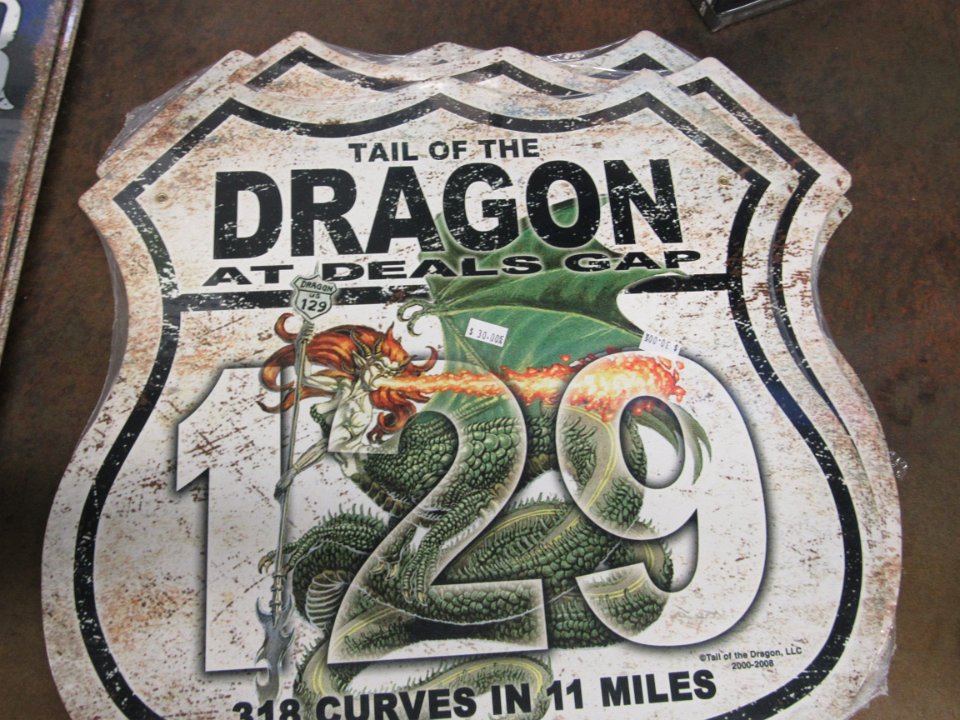 TAIL OF THE
DRAGON
AT DEALS GAP
DRAGON
US
129
$ 30.00
$ 30.00
129
©Tail of the Dragon, LLC
2000-2008
318 CURVES IN 11 MILES
R